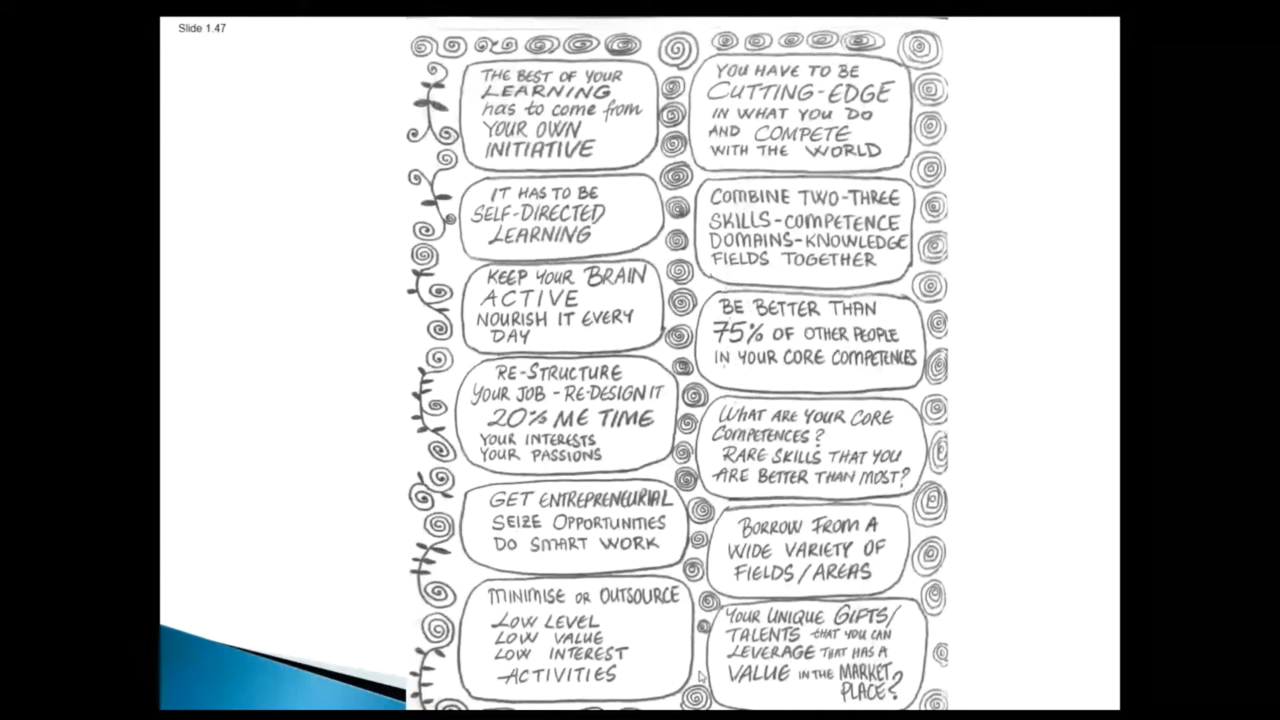 Slide 1.47
THE BEST OF YOUR
LEARNING
has to come from
YOUR OWN
INITIATIVE
IT HAS TO BE
SELF-DIRECTED
LEARNING
KEEP YOUR BRAIN
ACTIVE
NOURISH IT EVERY
DAY
RE-STRUCTURE
YOUR JOB - RE-DESIGN IT
20% ME TIME
YOUR INTERESTS
YOUR PASSIONS
GET ENTREPRENEURIAL
SEIZE OPPORTUNITIES
DO SMART WORK
MINIMISE OR OUTSOURCE
LOW LEVEL
LOW VALUE
LOW INTEREST
ACTIVITIES
YOU HAVE TO BE
CUTTING-EDGE
IN WHAT YOU DO
AND COMPETE
WITH THE WORLD
COMBINE TWO-THREE
SKILLS-COMPETENCE
DOMAINS-KNOWLEDGE
FIELDS TOGETHER
BE BETTER THAN
75% OF OTHER PEOPLE
IN YOUR CORE COMPETENCES
WHAT ARE YOUR CORE
COMPETENCES?
RARE SKILLS THAT YOU
ARE BETTER THAN MOST?
BORROW FROM A
WIDE VARIETY OF
FIELDS/AREAS
YOUR UNIQUE GIFTS/
TALENTS THAT YOU CAN
LEVERAGE THAT HAS A
VALUE IN THE MARKET
PLACE?